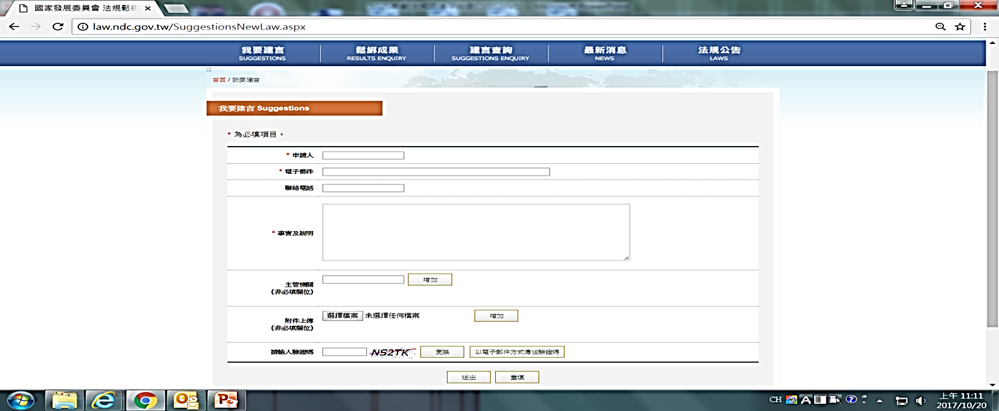 國家發展委員會 法規鬆綁
law.ndc.gov.tw/SuggestionsNewLaw.aspx
我要建言 鬆綁成果 建言查詢 最新消息 法規公告
SUGGESTIONS RESULTS ENQUIRY SUGGESTIONS ENQUIRY NEWS LAWS
:::
首頁 / 我要建言
我要建言 Suggestions
* 為必填項目。
* 申請人
* 電子郵件
聯絡電話
* 事實及說明
主管機關 增加
(非必填欄位)
選擇檔案 未選擇任何檔案 增加
附件上傳
(非必填欄位)
請輸入驗證碼 NS2TK 更換 以電子郵件方式傳送驗證碼
送出 重填
CH 上午 11:11
2017/10/20